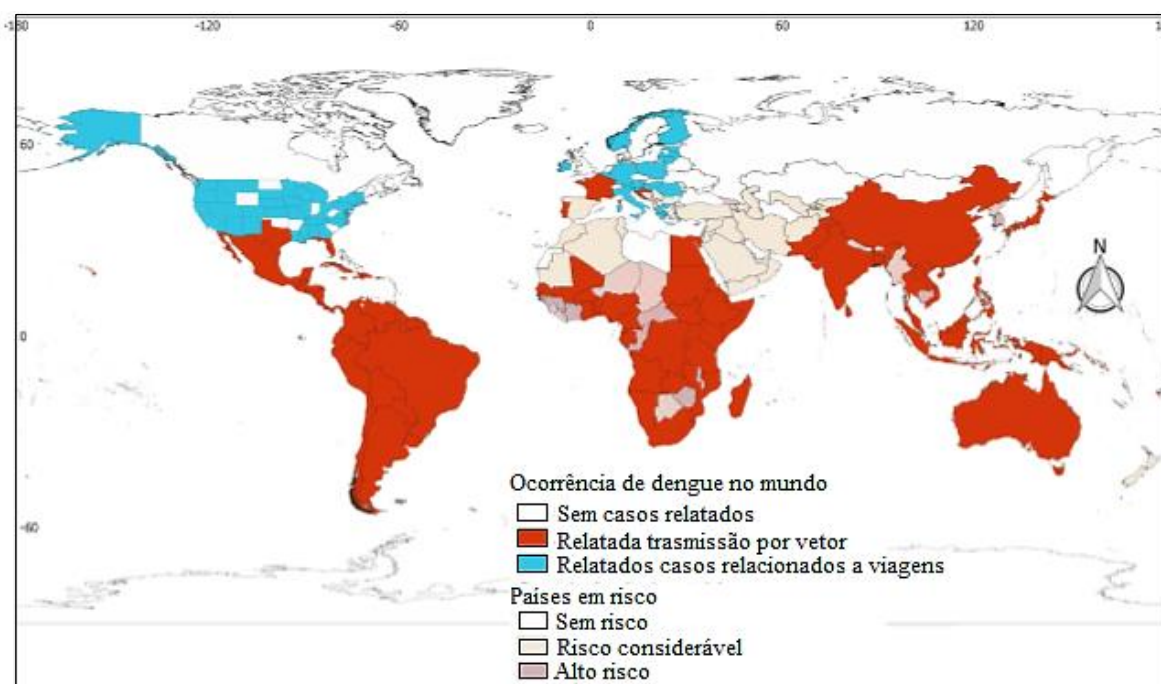 -180 -120 -60 0 60 120
60
N
0
-60
Ocorrência de dengue no mundo
Sem casos relatados
Relatada trasmissão por vetor
Relatados casos relacionados a viagens
Países em risco
Sem risco
Risco considerável
Alto risco